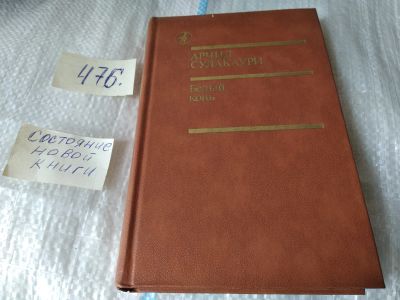 476.
Состояние
новой
книги
АРЧИЛ
СУЛАКАУРИ
Белый
конь